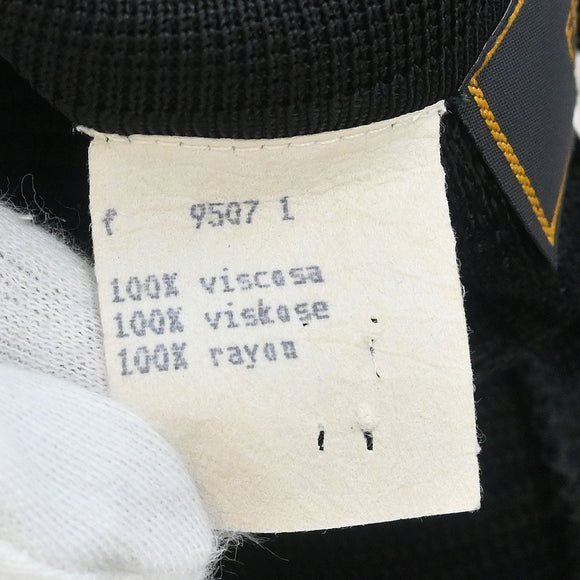 f 9507 1
100% viscosa
100% viskose
100% rayon